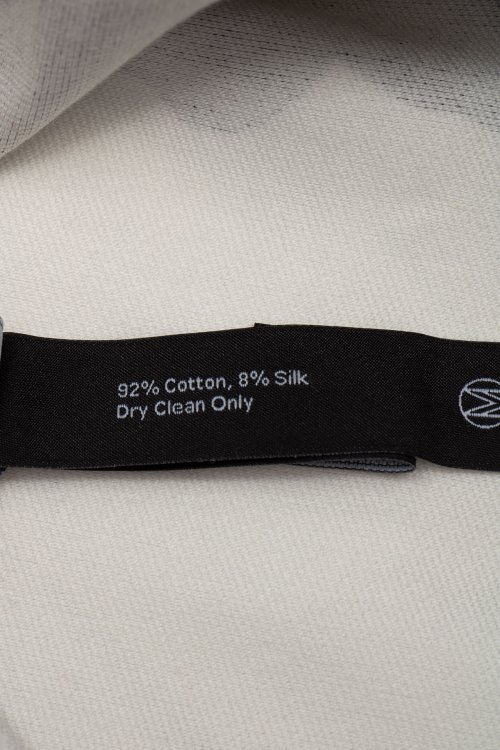 92% Cotton, 8% Silk
Dry Clean Only
M